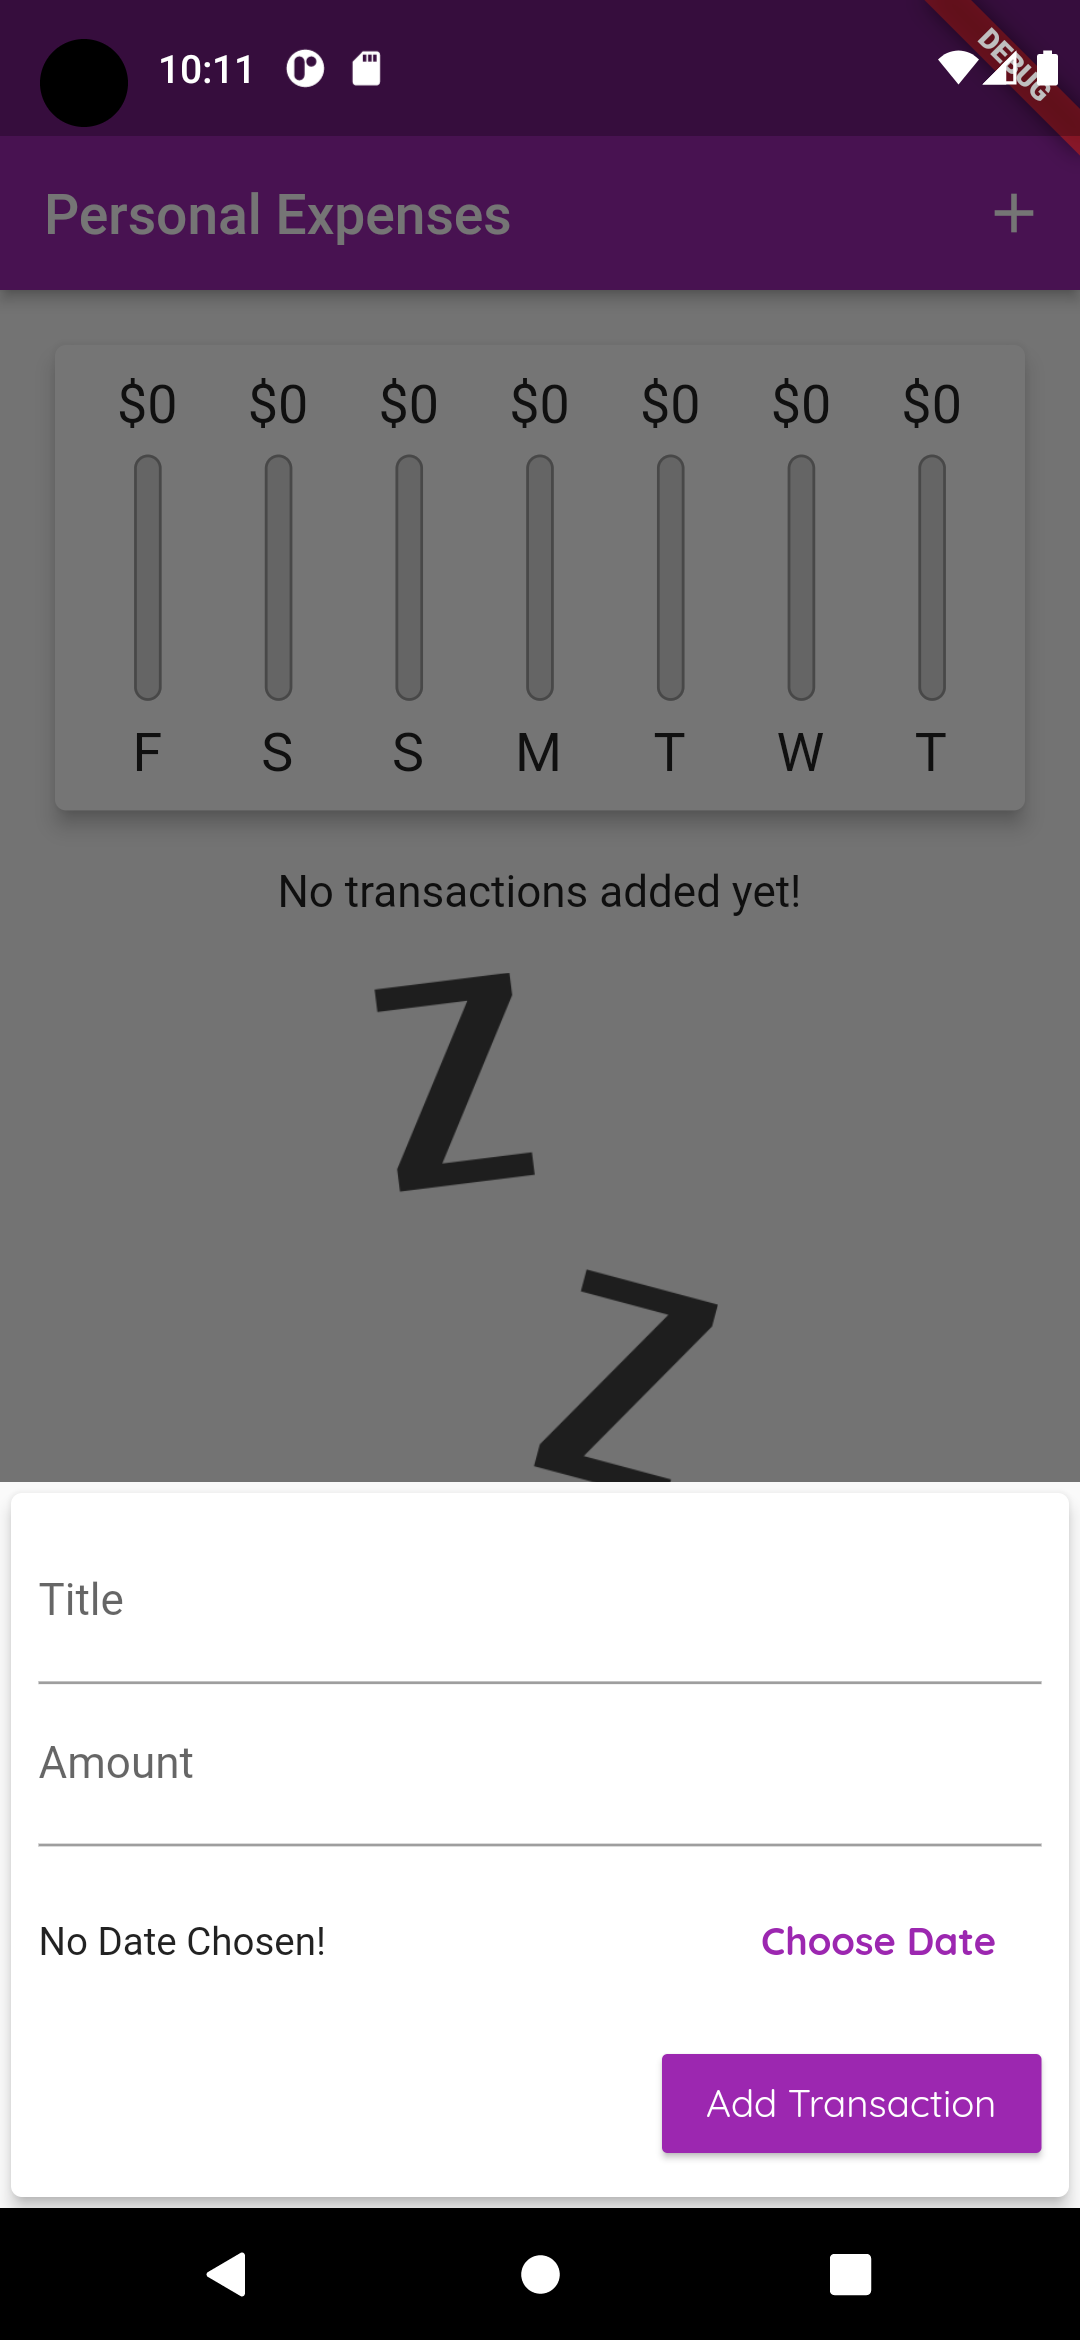 10:11
DEBUG
Personal Expenses
$0 $0 $0 $0 $0 $0 $0
F S S M T W T
No transactions added yet!
Z
Z
Title
Amount
No Date Chosen! Choose Date
Add Transaction